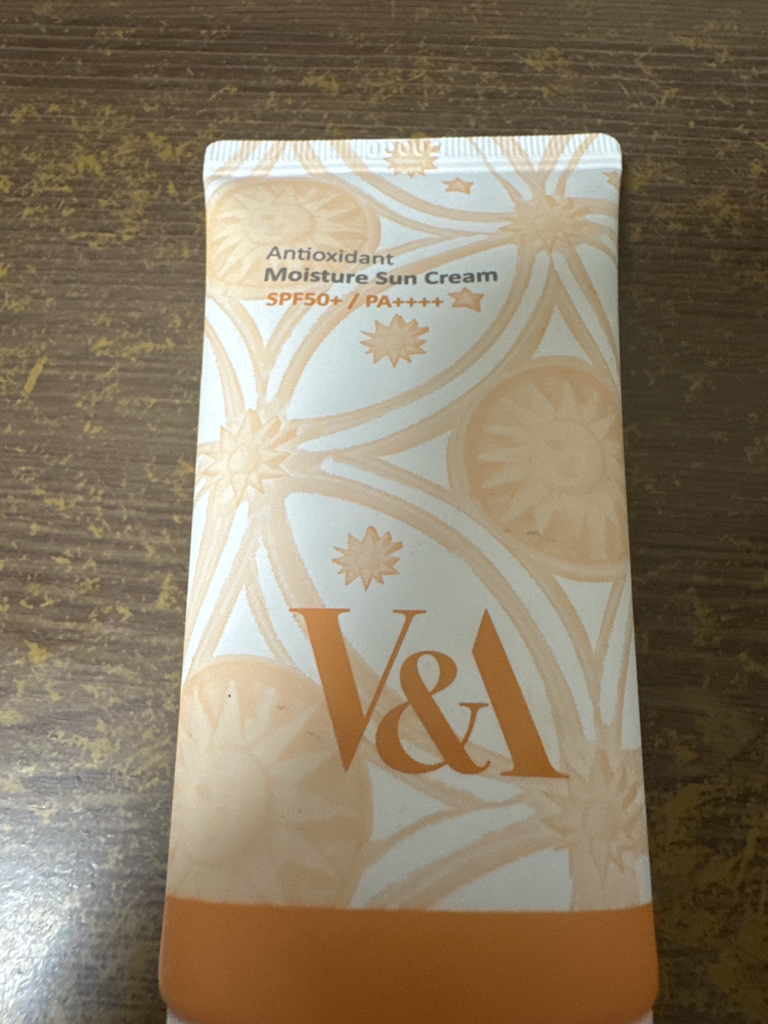 Antioxidant
Moisture Sun Cream
SPF50+ / PA++++
V&A